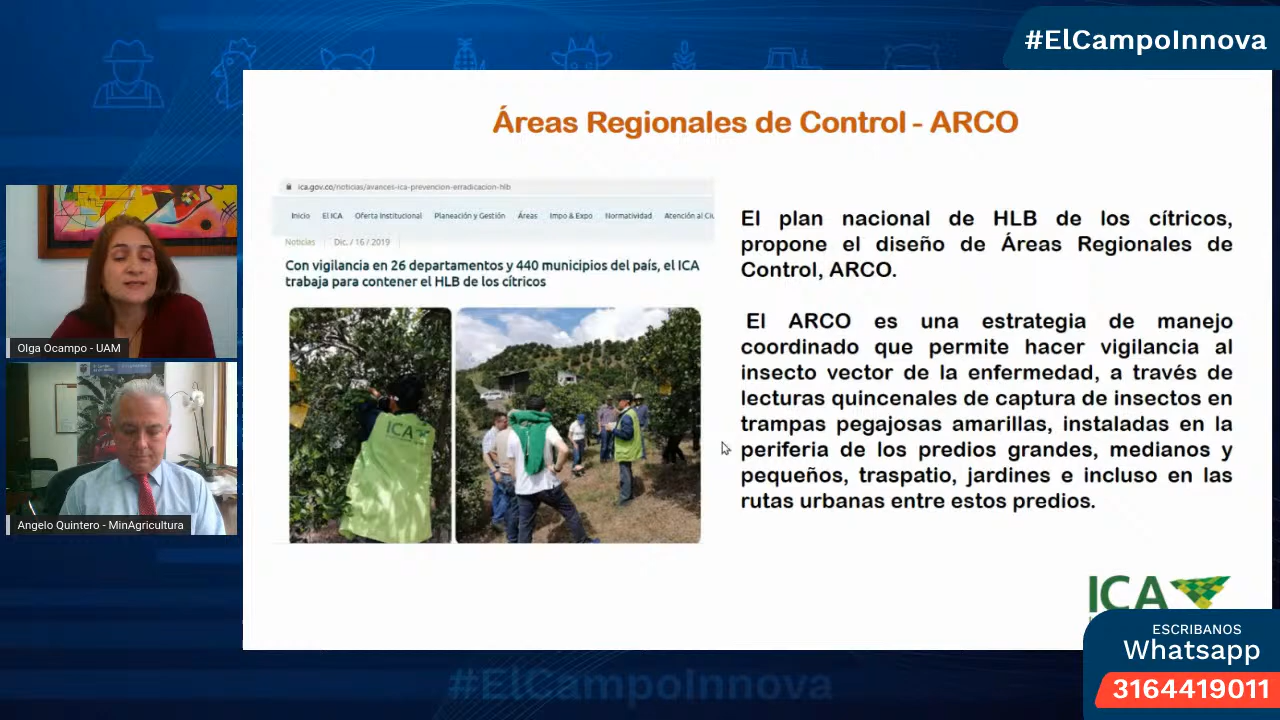 #ElCampoInnova
Áreas Regionales de Control - ARCO
ica.gov.co/noticias/avances-ica-prevencion-erradicacion-hlb
Inicio El ICA Oferta Institucional Planeación y Gestión Áreas Impo & Expo Normatividad Atención al Ciu
Noticias Dic. / 16 / 2019
Con vigilancia en 26 departamentos y 440 municipios del país, el ICA
trabaja para contener el HLB de los cítricos
ICA
El plan nacional de HLB de los cítricos,
propone el diseño de Áreas Regionales de
Control, ARCO.
El ARCO es una estrategia de manejo
coordinado que permite hacer vigilancia al
insecto vector de la enfermedad, a través de
lecturas quincenales de captura de insectos en
trampas pegajosas amarillas, instaladas en la
periferia de los predios grandes, medianos y
pequeños, traspatio, jardines e incluso en las
rutas urbanas entre estos predios.
Olga Ocampo - UAM
Angelo Quintero - MinAgricultura
ICA
ESCRIBANOS
Whatsapp
3164419011
#ElCampoInnova